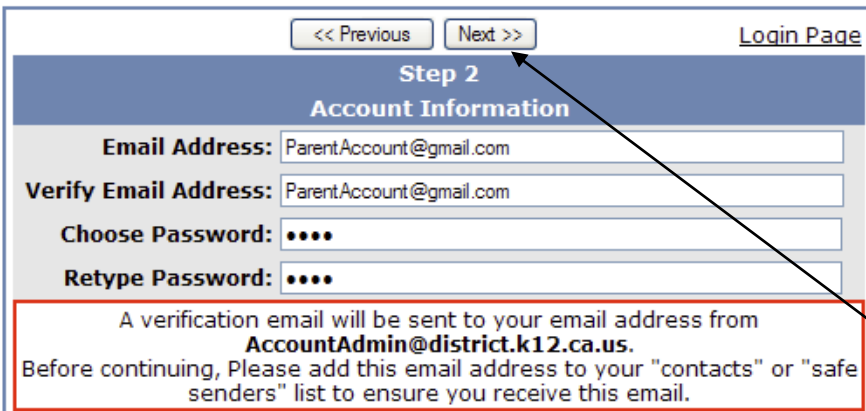 << Previous Next >> Login Page
Step 2
Account Information
Email Address: ParentAccount@gmail.com
Verify Email Address: ParentAccount@gmail.com
Choose Password: ••••
Retype Password: ••••
A verification email will be sent to your email address from
AccountAdmin@district.k12.ca.us.
Before continuing, Please add this email address to your "contacts" or "safe
senders" list to ensure you receive this email.